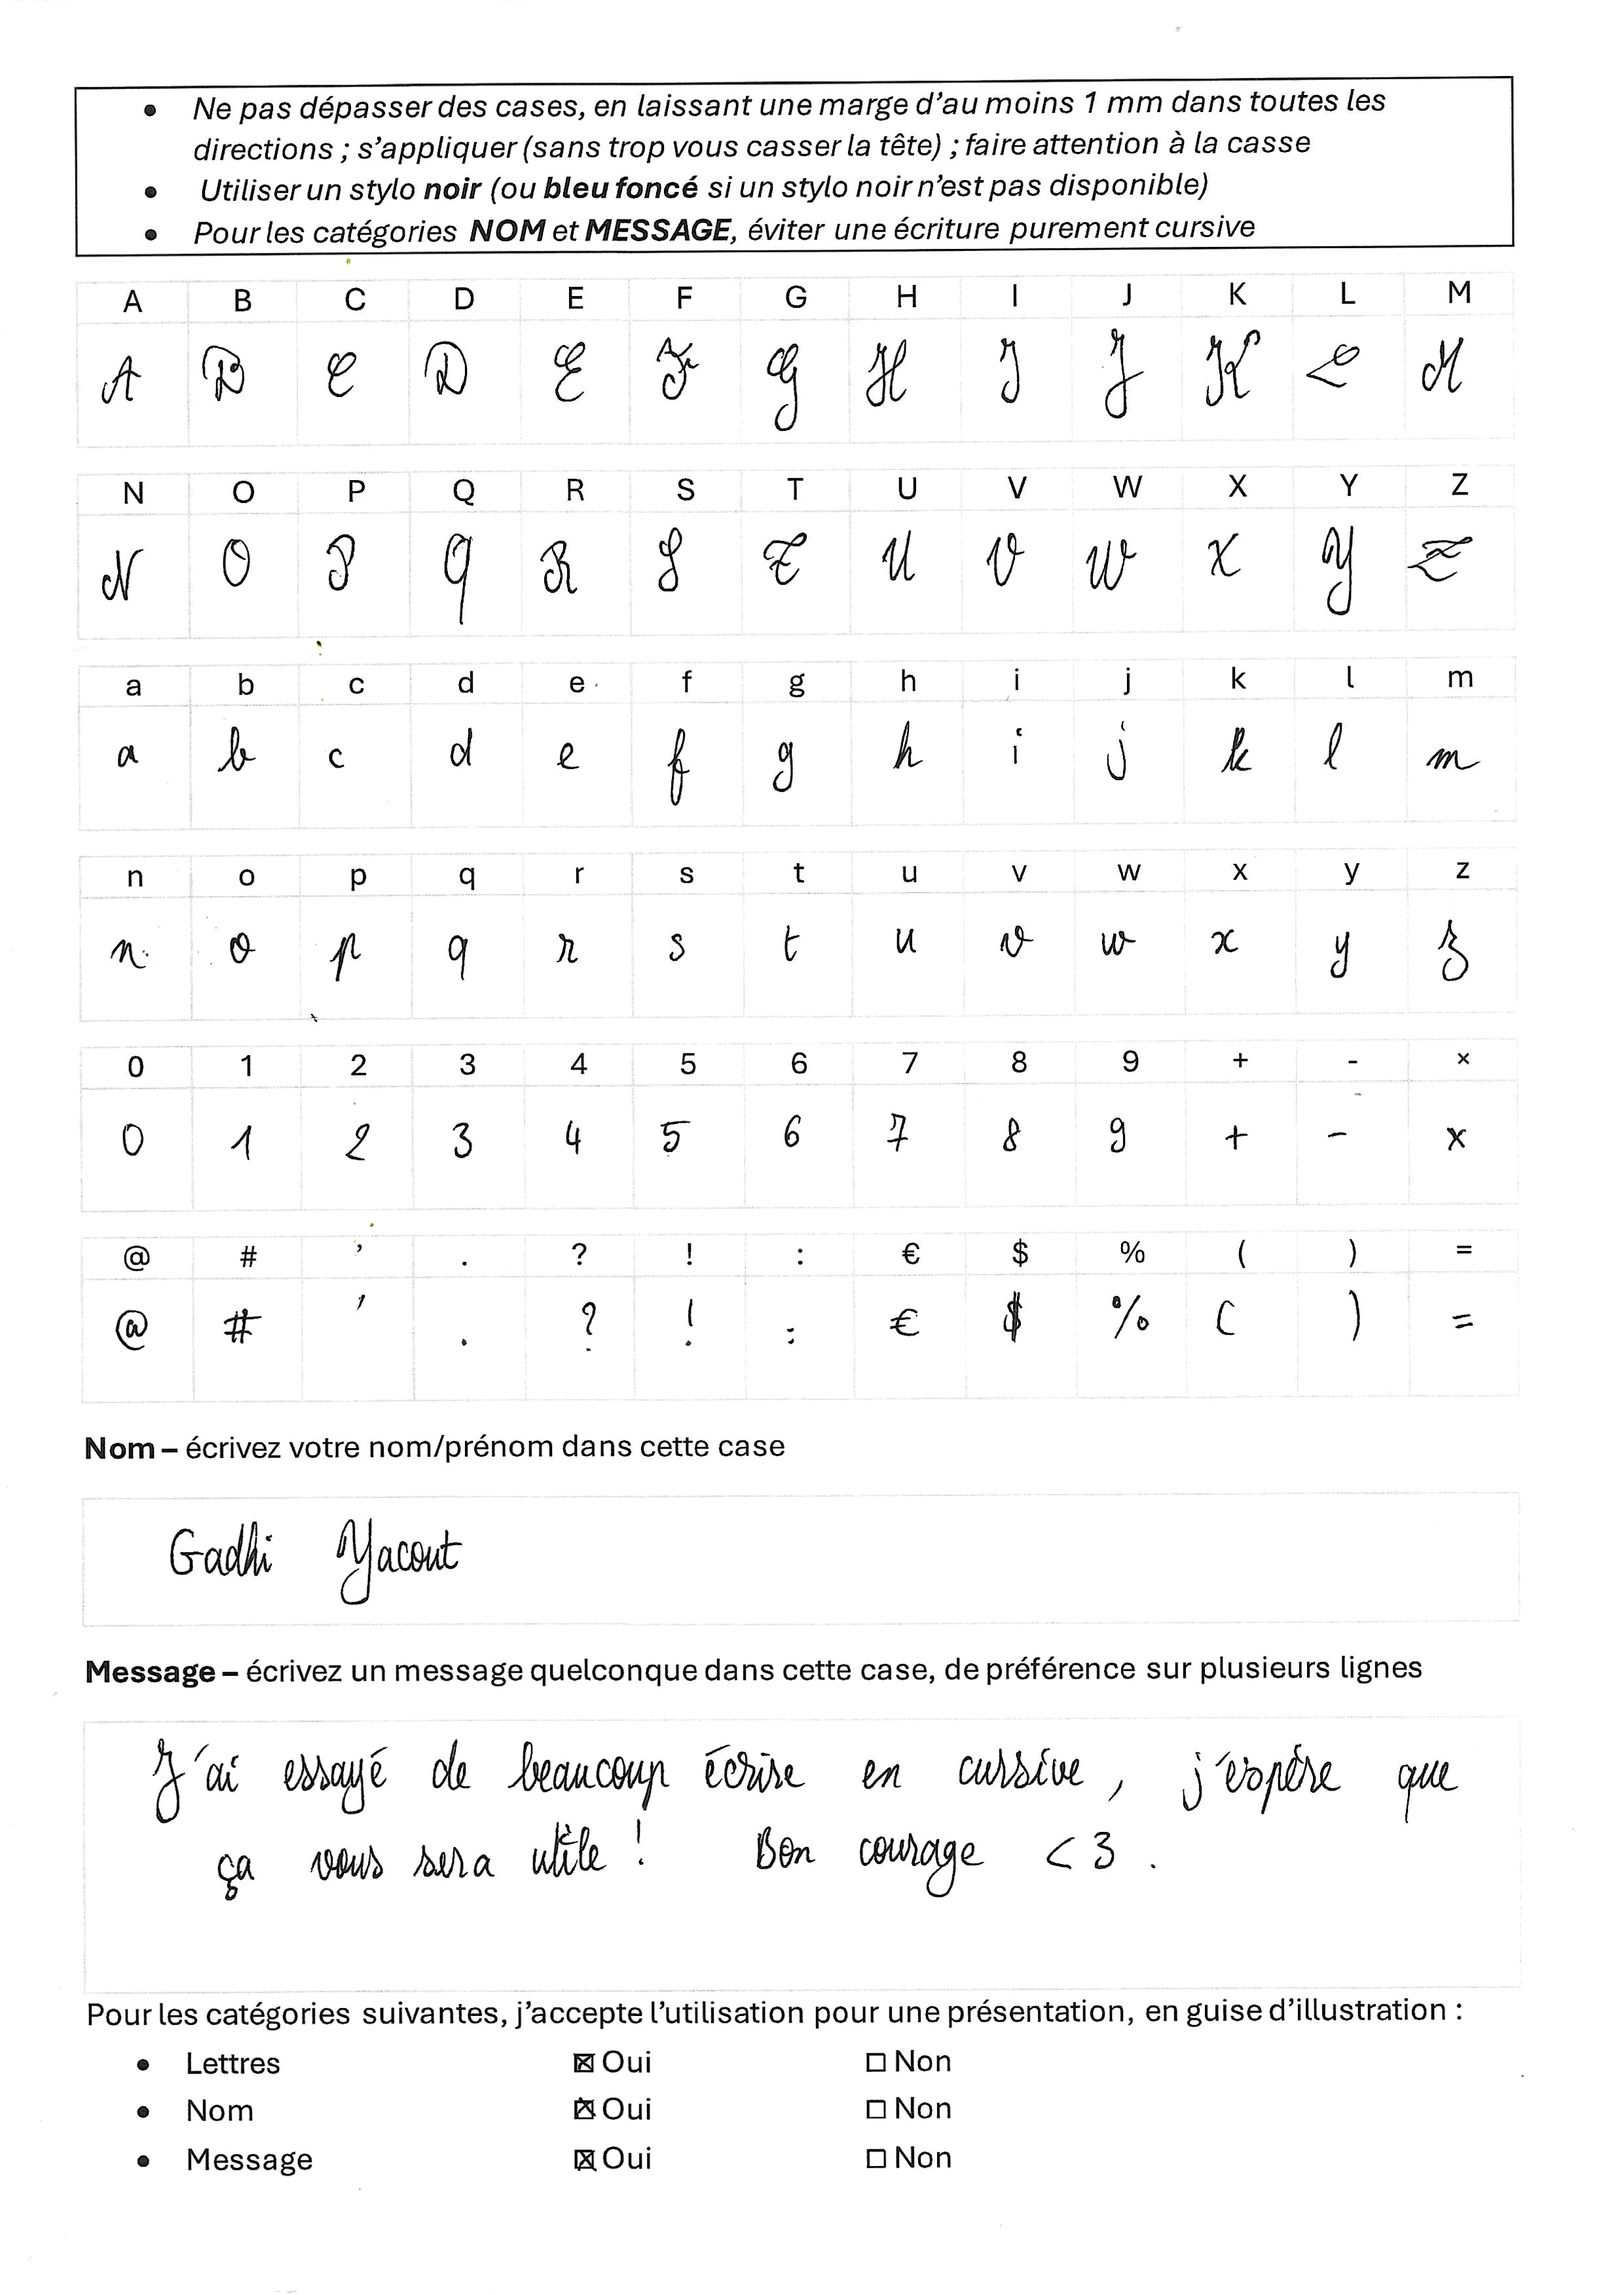 • Ne pas dépasser des cases, en laissant une marge d'au moins 1 mm dans toutes les
directions ; s'appliquer (sans trop vous casser la tête) ; faire attention à la casse
• Utiliser un stylo noir (ou bleu foncé si un stylo noir n'est pas disponible)
• Pour les catégories NOM et MESSAGE, éviter une écriture purement cursive
A B C D E F G H I J K L M
A B C D E F G H I J K L M
N O P Q R S T U V W X Y Z
N O P Q R S T U V W X Y Z
a b c d e f g h i j k l m
a b c d e f g h i j k l m
n o p q r s t u v w x y z
n o p q r s t u v w x y z
0 1 2 3 4 5 6 7 8 9 + - ×
0 1 2 3 4 5 6 7 8 9 + - ×
@ # ' . ? ! : € $ % ( ) =
@ # ' . ? ! : € $ % ( ) =
Nom – écrivez votre nom/prénom dans cette case
Gadhi Yacout
Message – écrivez un message quelconque dans cette case, de préférence sur plusieurs lignes
J'ai essayé de beaucoup écrire en cursive, j'espère que
ça vous sera utile ! Bon courage <3 .
Pour les catégories suivantes, j'accepte l'utilisation pour une présentation, en guise d'illustration :
• Lettres ☒ Oui ☐ Non
• Nom ☒ Oui ☐ Non
• Message ☒ Oui ☐ Non